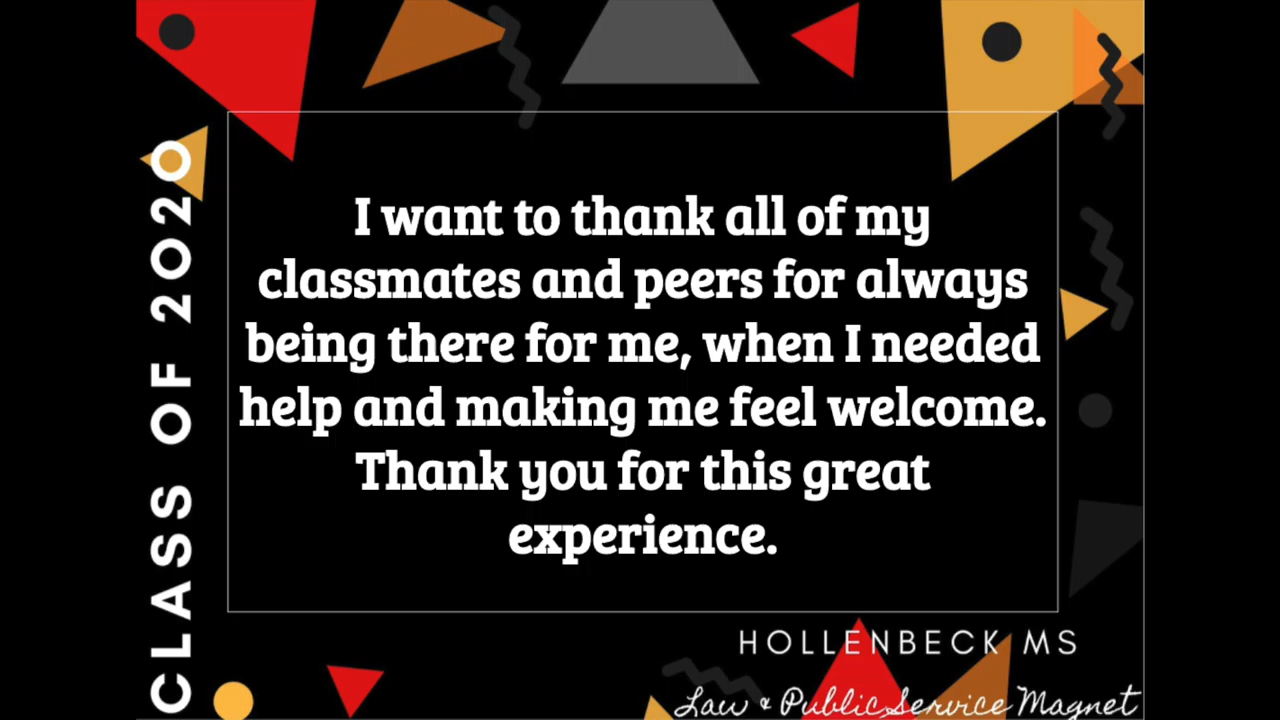 CLASS OF 2020
I want to thank all of my
classmates and peers for always
being there for me, when I needed
help and making me feel welcome.
Thank you for this great
experience.
HOLLENBECK MS
Law & Public Service Magnet